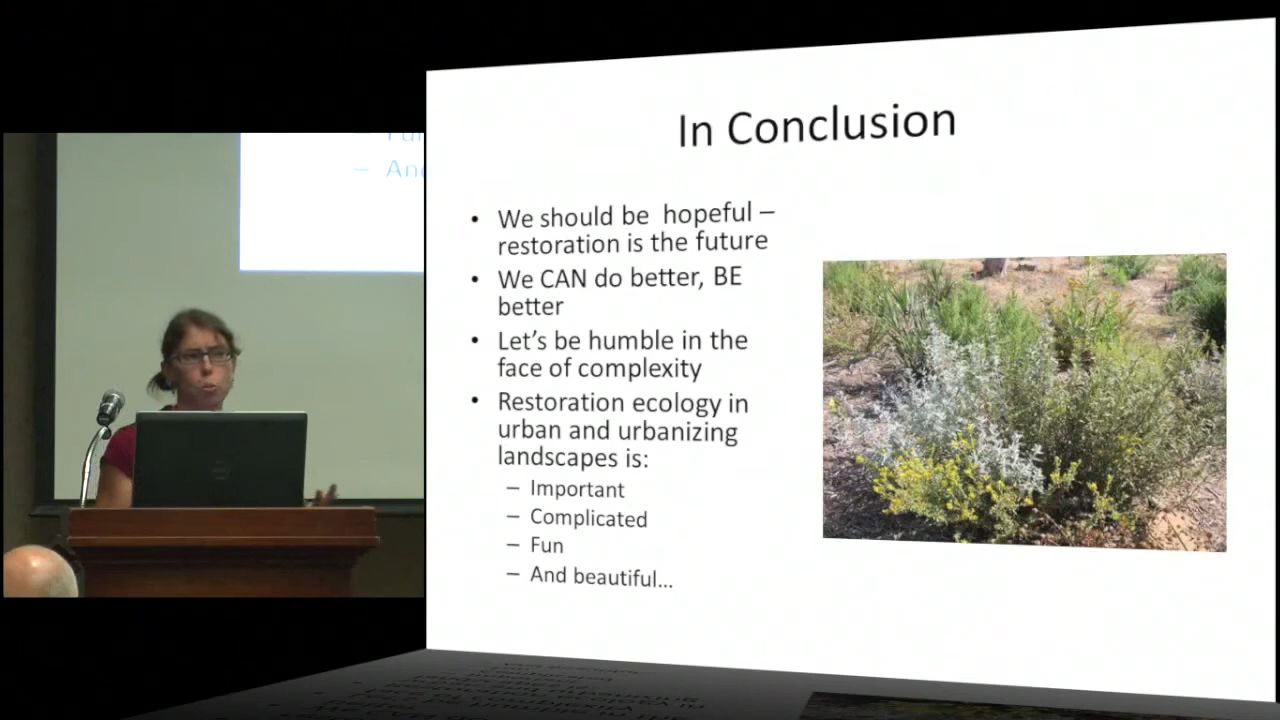 In Conclusion
• We should be hopeful –
restoration is the future
• We CAN do better, BE
better
• Let's be humble in the
face of complexity
• Restoration ecology in
urban and urbanizing
landscapes is:
– Important
– Complicated
– Fun
– And beautiful...
– And